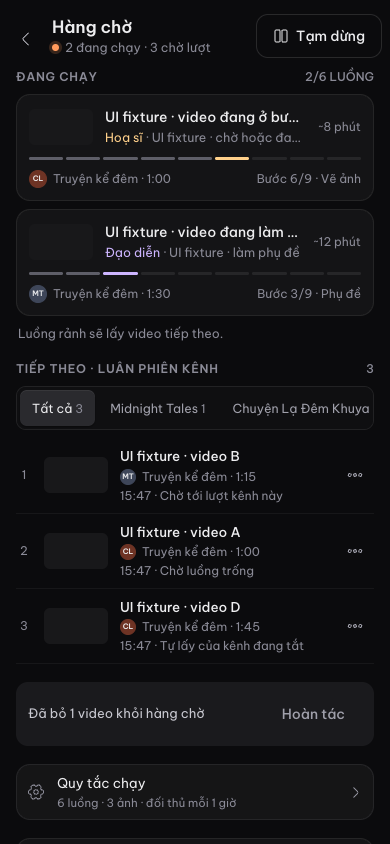 Hàng chờ
2 đang chạy · 3 chờ lượt
Tạm dừng
ĐANG CHẠY
2/6 LUỒNG
UI fixture · video đang ở bư...
~8 phút
Hoạ sĩ · UI fixture · chờ hoặc đa...
CL Truyện kể đêm · 1:00
Bước 6/9 · Vẽ ảnh
UI fixture · video đang làm ...
~12 phút
Đạo diễn · UI fixture · làm phụ đề
MT Truyện kể đêm · 1:30
Bước 3/9 · Phụ đề
Luồng rảnh sẽ lấy video tiếp theo.
TIẾP THEO · LUÂN PHIÊN KÊNH
3
Tất cả 3
Midnight Tales 1
Chuyện Lạ Đêm Khuya
1
UI fixture · video B
MT Truyện kể đêm · 1:15
15:47 · Chờ tới lượt kênh này
2
UI fixture · video A
CL Truyện kể đêm · 1:00
15:47 · Chờ luồng trống
3
UI fixture · video D
CL Truyện kể đêm · 1:45
15:47 · Tự lấy của kênh đang tắt
Đã bỏ 1 video khỏi hàng chờ
Hoàn tác
Quy tắc chạy
6 luồng · 3 ảnh · đối thủ mỗi 1 giờ